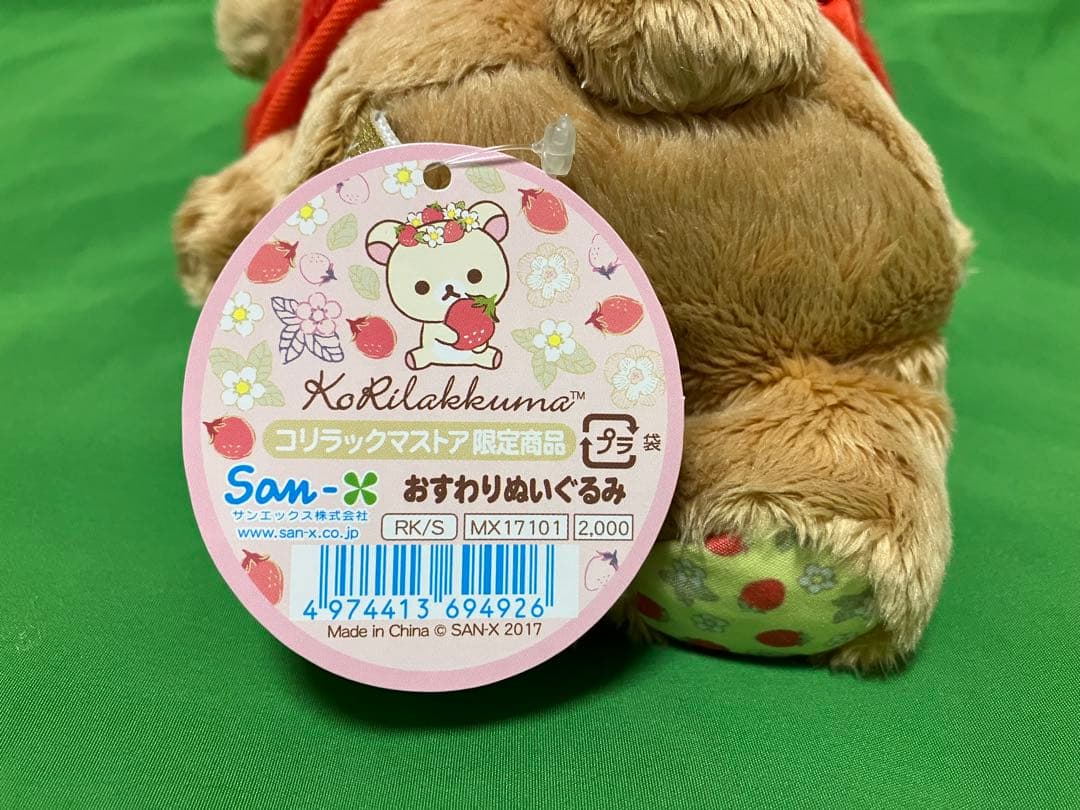 KoRilakkuma™
コリラックマストア限定商品
プラ 袋
San-X おすわりぬいぐるみ
サンエックス株式会社
www.san-x.co.jp
RK/S MX17101 2,000
4 974413 694926
Made in China © SAN-X 2017